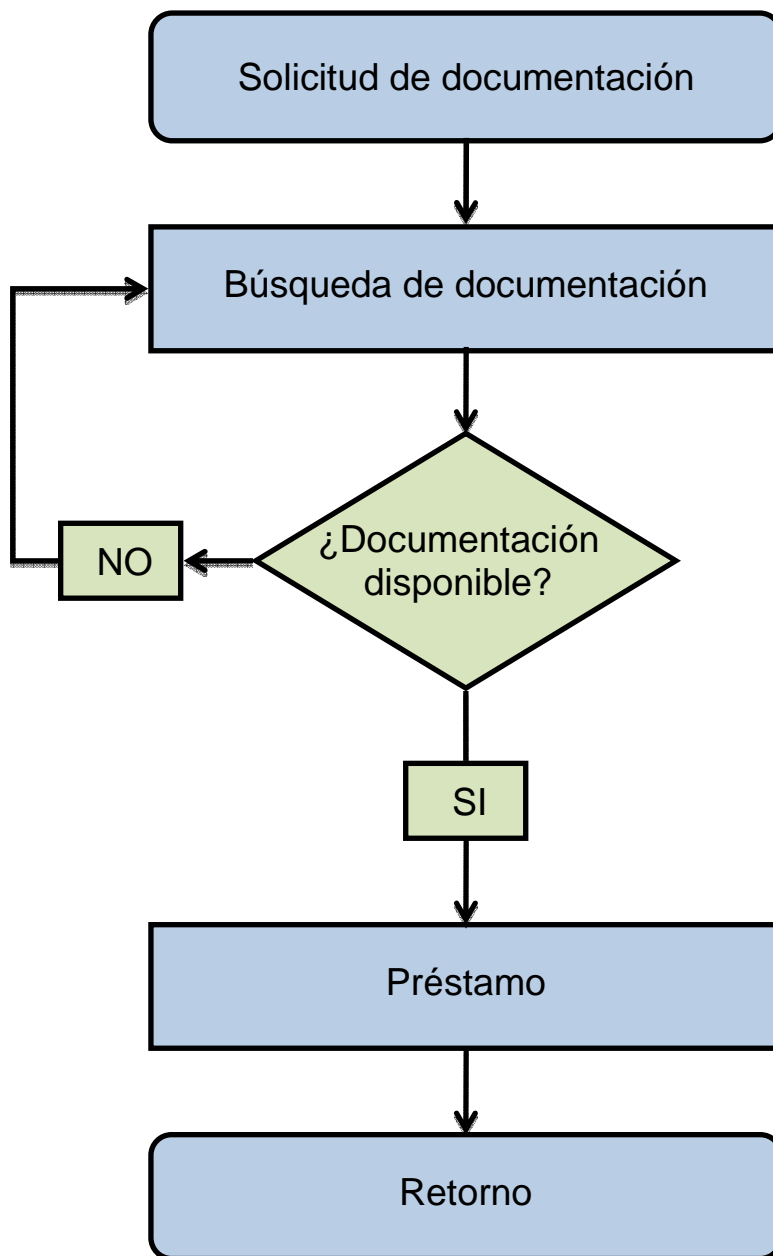 Solicitud de documentación
Búsqueda de documentación
¿Documentación
disponible?
NO
SI
Préstamo
Retorno